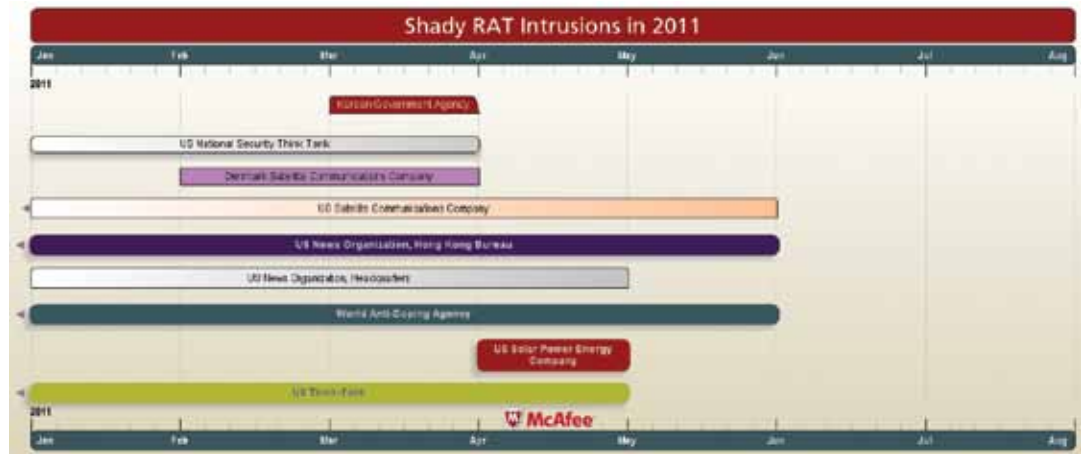 Shady RAT Intrusions in 2011
Jan Feb Mar Apr May Jun Jul Aug
2011
Korean Government Agency
US National Security Think Tank
Denmark Satellite Communications Company
US Satellite Communications Company
US News Organization, Hong Kong Bureau
US News Organization, Headquarters
World Anti-Doping Agency
US Solar Power Energy
Company
US Think-Tank
2011
McAfee
Jan Feb Mar Apr May Jun Jul Aug